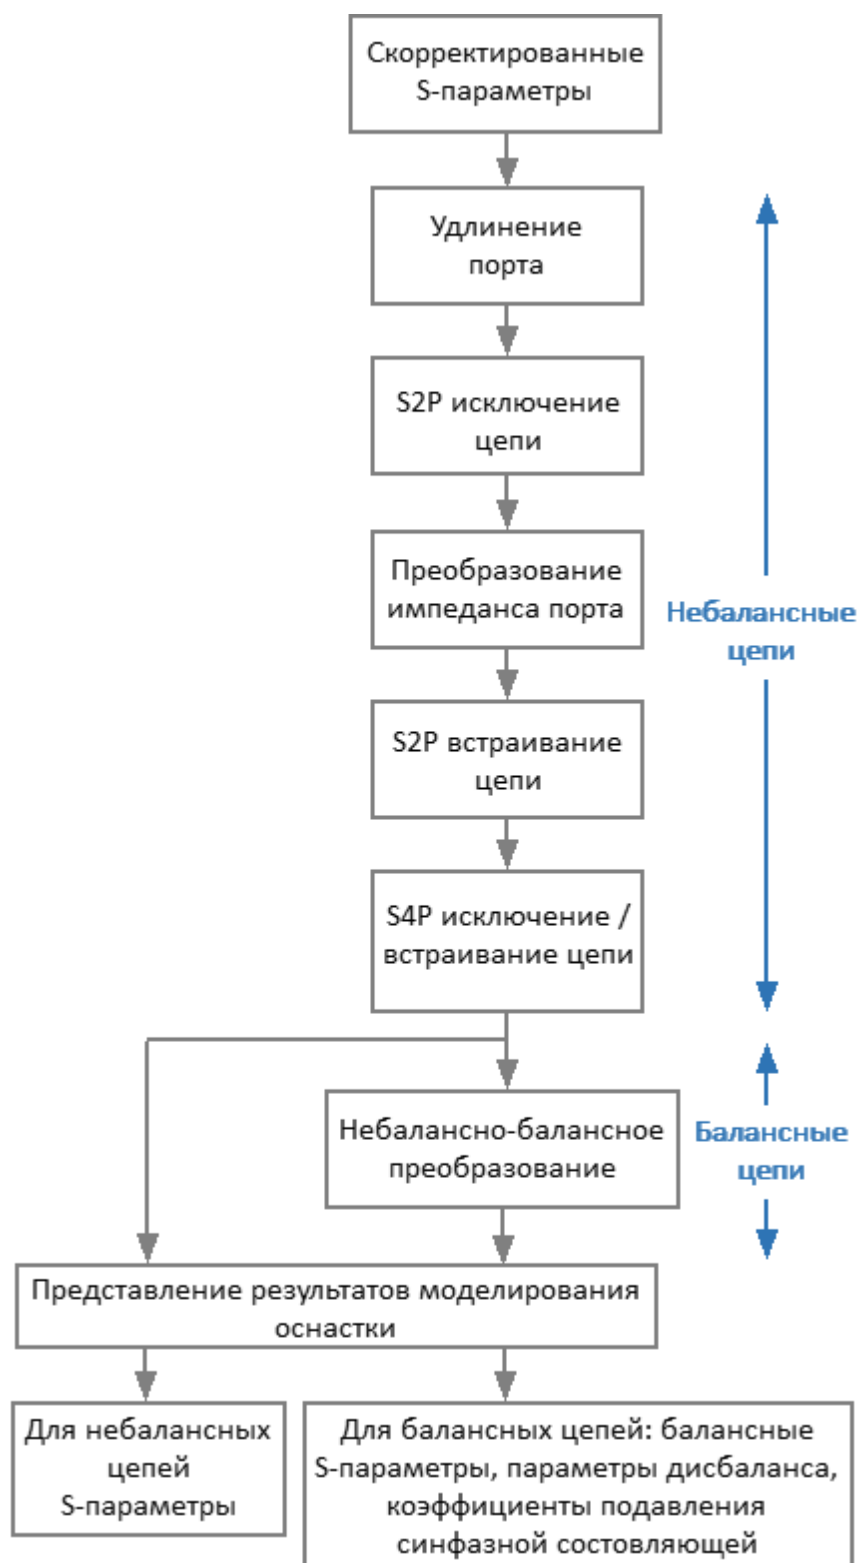 Скорректированные
S-параметры
Удлинение
порта
S2P исключение
цепи
Преобразование
импеданса порта
Небалансные
цепи
S2P встраивание
цепи
S4P исключение /
встраивание цепи
Небалансно-балансное
преобразование
Балансные
цепи
Представление результатов моделирования
оснастки
Для небалансных
цепей
S-параметры
Для балансных цепей: балансные
S-параметры, параметры дисбаланса,
коэффициенты подавления
синфазной состовляющей